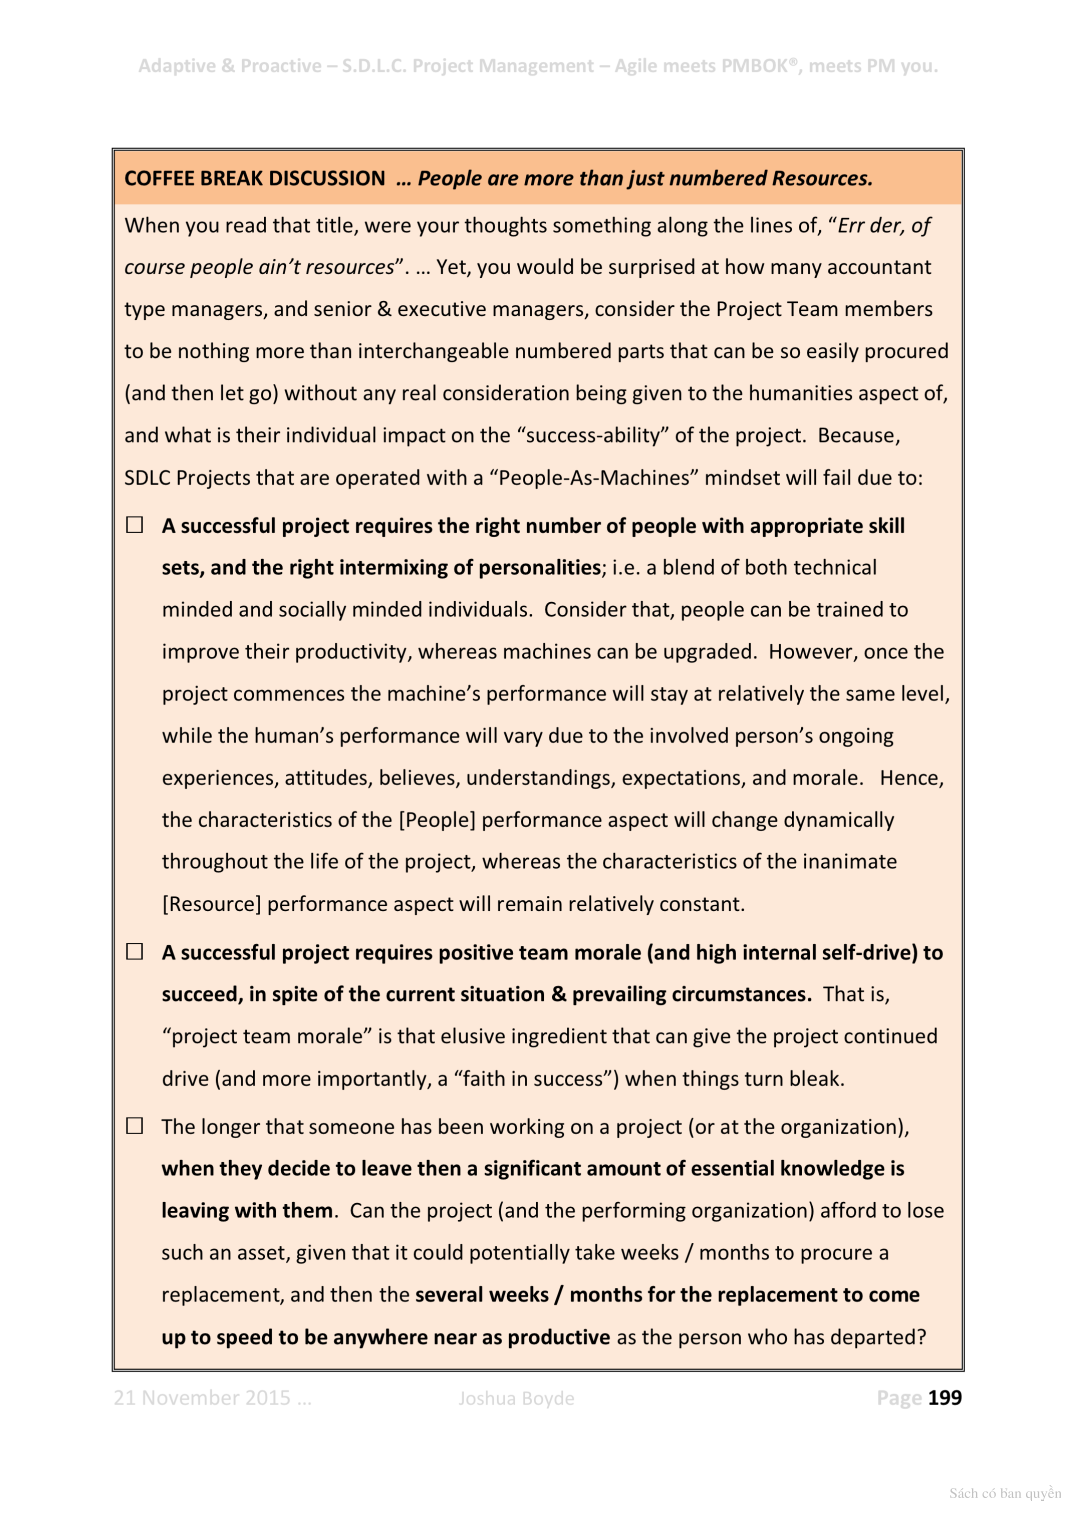 Adaptive & Proactive – S.D.L.C. Project Management – Agile meets PMBOK®, meets PM you.
COFFEE BREAK DISCUSSION … People are more than just numbered Resources.
When you read that title, were your thoughts something along the lines of, “Err der, of
course people ain’t resources”. … Yet, you would be surprised at how many accountant
type managers, and senior & executive managers, consider the Project Team members
to be nothing more than interchangeable numbered parts that can be so easily procured
(and then let go) without any real consideration being given to the humanities aspect of,
and what is their individual impact on the “success-ability” of the project. Because,
SDLC Projects that are operated with a “People-As-Machines” mindset will fail due to:
☐ A successful project requires the right number of people with appropriate skill
sets, and the right intermixing of personalities; i.e. a blend of both technical
minded and socially minded individuals. Consider that, people can be trained to
improve their productivity, whereas machines can be upgraded. However, once the
project commences the machine’s performance will stay at relatively the same level,
while the human’s performance will vary due to the involved person’s ongoing
experiences, attitudes, believes, understandings, expectations, and morale. Hence,
the characteristics of the [People] performance aspect will change dynamically
throughout the life of the project, whereas the characteristics of the inanimate
[Resource] performance aspect will remain relatively constant.
☐ A successful project requires positive team morale (and high internal self-drive) to
succeed, in spite of the current situation & prevailing circumstances. That is,
“project team morale” is that elusive ingredient that can give the project continued
drive (and more importantly, a “faith in success”) when things turn bleak.
☐ The longer that someone has been working on a project (or at the organization),
when they decide to leave then a significant amount of essential knowledge is
leaving with them. Can the project (and the performing organization) afford to lose
such an asset, given that it could potentially take weeks / months to procure a
replacement, and then the several weeks / months for the replacement to come
up to speed to be anywhere near as productive as the person who has departed?
21 November 2015 … Joshua Boyde Page 199
Sách có bản quyền